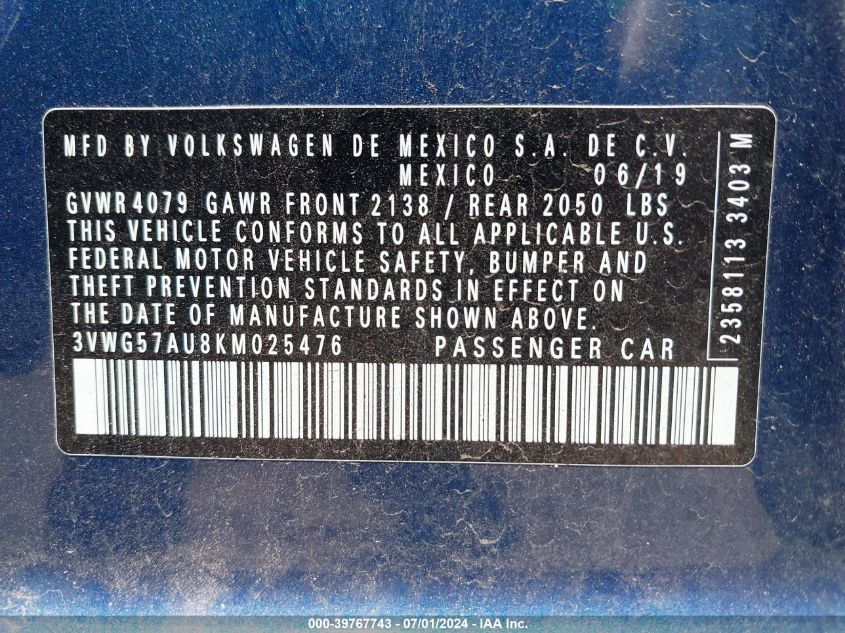 MFD BY VOLKSWAGEN DE MEXICO S.A. DE C.V.
MEXICO 06/19
GVWR4079 GAWR FRONT 2138 / REAR 2050 LBS
THIS VEHICLE CONFORMS TO ALL APPLICABLE U.S.
FEDERAL MOTOR VEHICLE SAFETY, BUMPER AND
THEFT PREVENTION STANDARDS IN EFFECT ON
THE DATE OF MANUFACTURE SHOWN ABOVE.
3VWG57AU8KM025476 PASSENGER CAR
2358113 3403 M
000-39767743 - 07/01/2024 - IAA Inc.